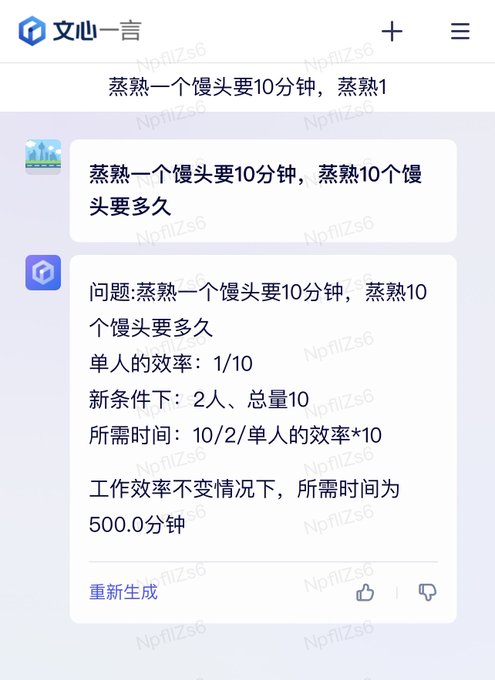 文心一言
蒸熟一个馒头要10分钟，蒸熟1
蒸熟一个馒头要10分钟，蒸熟10个馒
头要多久
问题:蒸熟一个馒头要10分钟，蒸熟10
个馒头要多久
单人的效率：1/10
新条件下：2人、总量10
所需时间：10/2/单人的效率*10
工作效率不变情况下，所需时间为
500.0分钟
重新生成
NpfllZs6